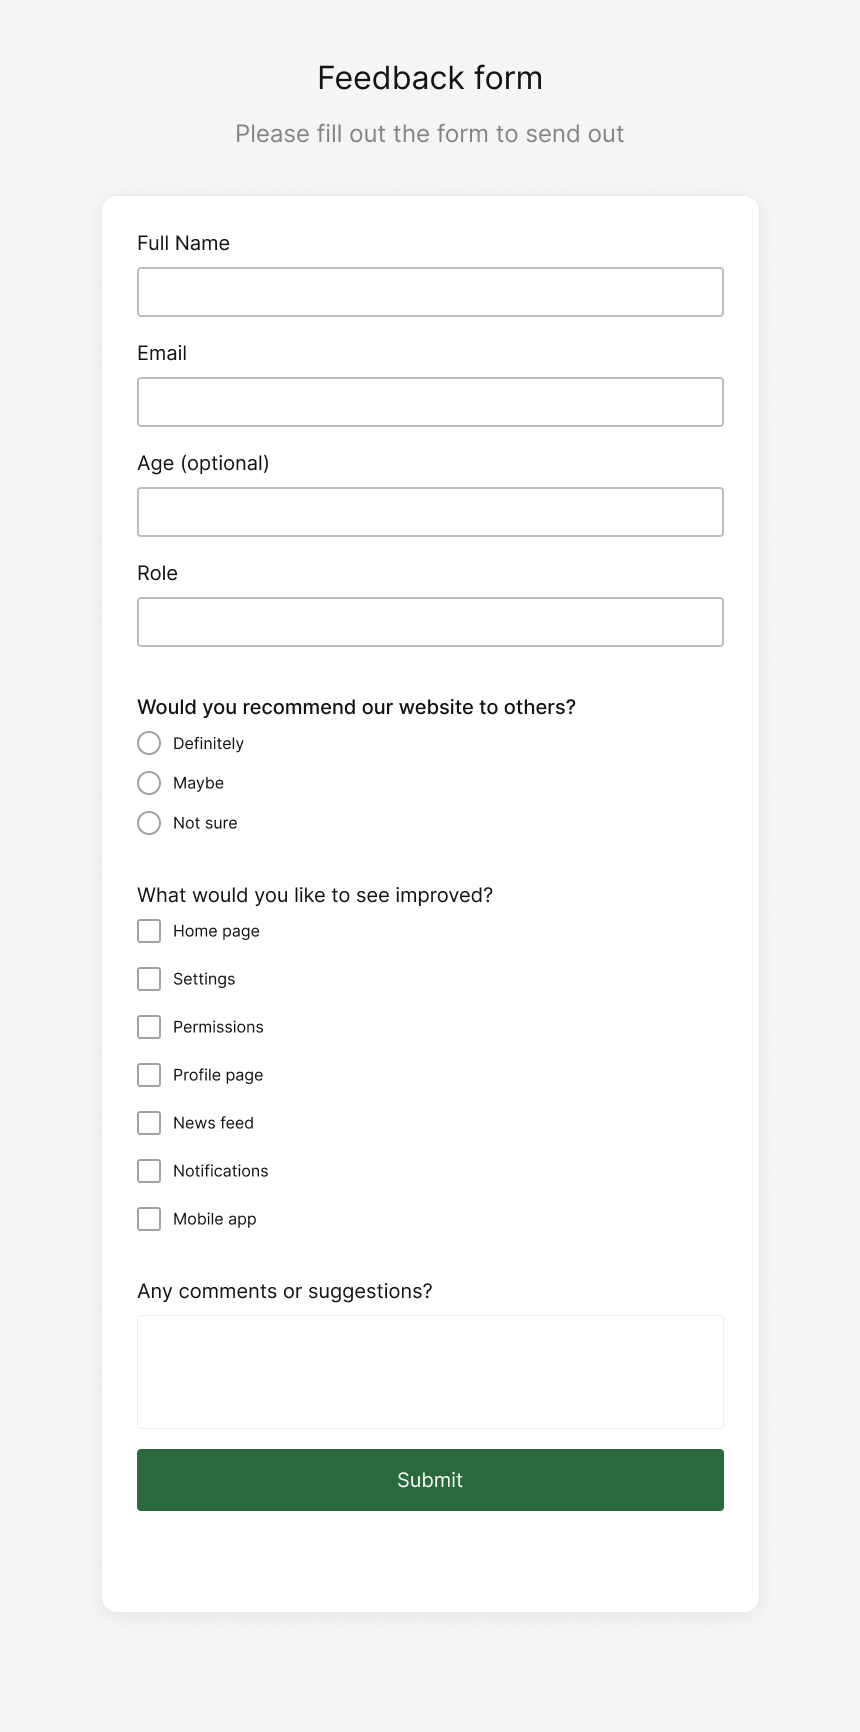 Feedback form
Please fill out the form to send out
Full Name
Email
Age (optional)
Role
Would you recommend our website to others?
Definitely
Maybe
Not sure
What would you like to see improved?
Home page
Settings
Permissions
Profile page
News feed
Notifications
Mobile app
Any comments or suggestions?
Submit